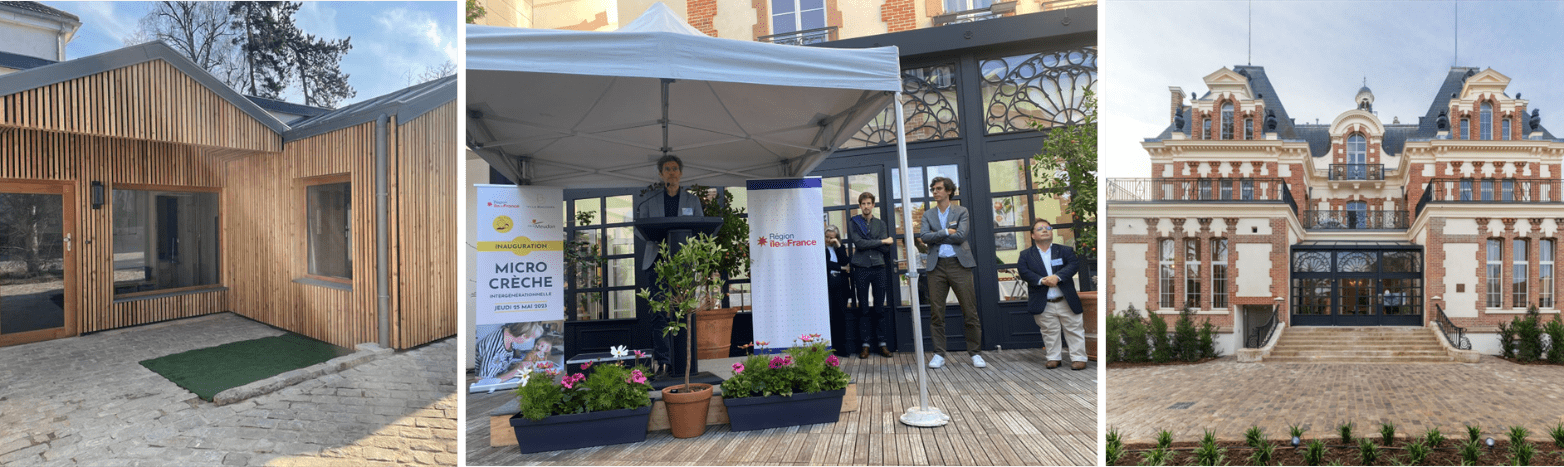 Région
île de France
INAUGURATION
MICRO
CRÈCHE
INTERGÉNÉRATIONNELLE
JEUDI 25 MAI 2023
Région
île de France